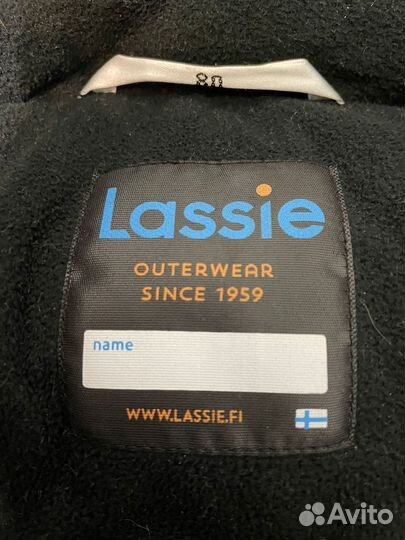 80
Lassie
OUTERWEAR
SINCE 1959
name
WWW.LASSIE.FI
Avito